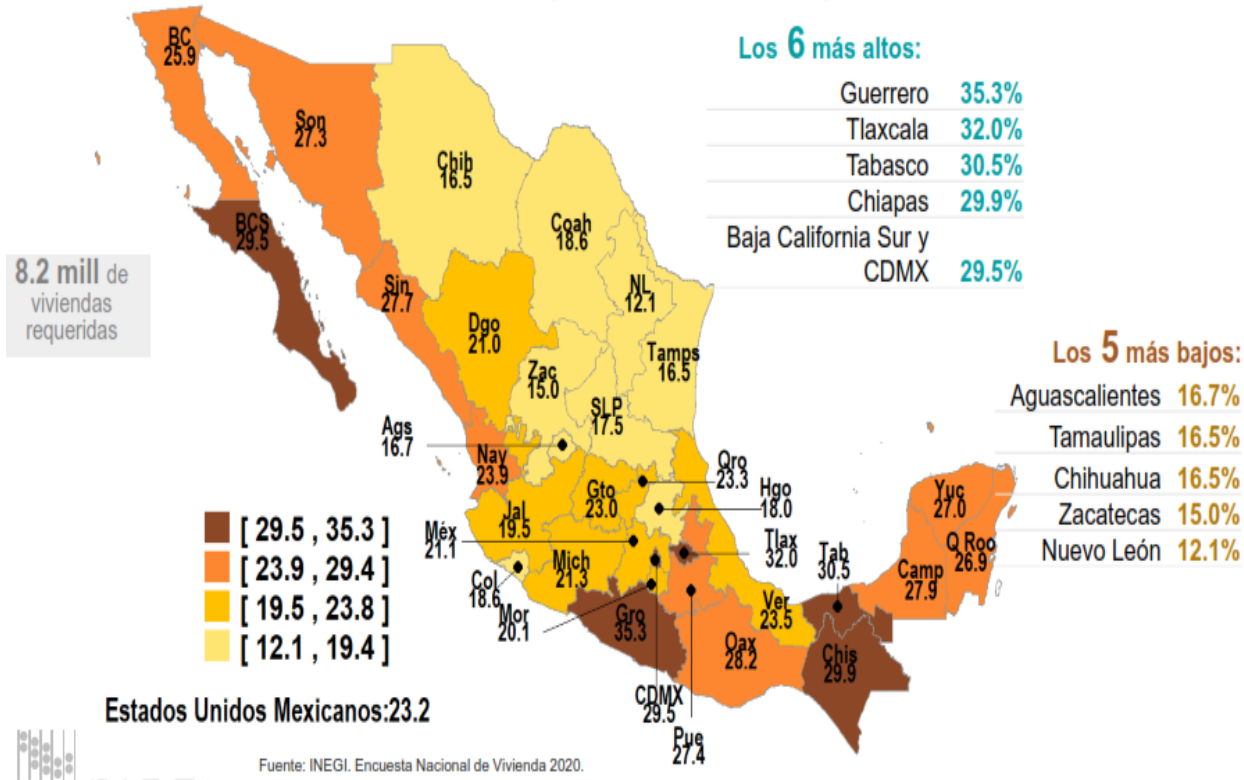 BC
25.9
Son
27.3
Chih
16.5
Coah
18.6
BCS
29.5
NL
12.1
Sin
27.7
Dgo
21.0
Tamps
16.5
Zac
15.0
SLP
17.5
Ags
16.7
Nay
23.9
Qro
23.3
Gto
23.0
Hgo
18.0
Jal
19.5
Méx
21.1
Tlax
32.0
Mich
21.3
Col
18.6
Mor
20.1
Gro
35.3
Ver
23.5
Tab
30.5
Yuc
27.0
Q Roo
26.9
Camp
27.9
Oax
28.2
Chis
29.9
CDMX
29.5
Pue
27.4
8.2 mill de
viviendas
requeridas
Los 6 más altos:
Guerrero 35.3%
Tlaxcala 32.0%
Tabasco 30.5%
Chiapas 29.9%
Baja California Sur y
CDMX 29.5%
Los 5 más bajos:
Aguascalientes 16.7%
Tamaulipas 16.5%
Chihuahua 16.5%
Zacatecas 15.0%
Nuevo León 12.1%
[ 29.5 , 35.3 ]
[ 23.9 , 29.4 ]
[ 19.5 , 23.8 ]
[ 12.1 , 19.4 ]
Estados Unidos Mexicanos:23.2
Fuente: INEGI. Encuesta Nacional de Vivienda 2020.